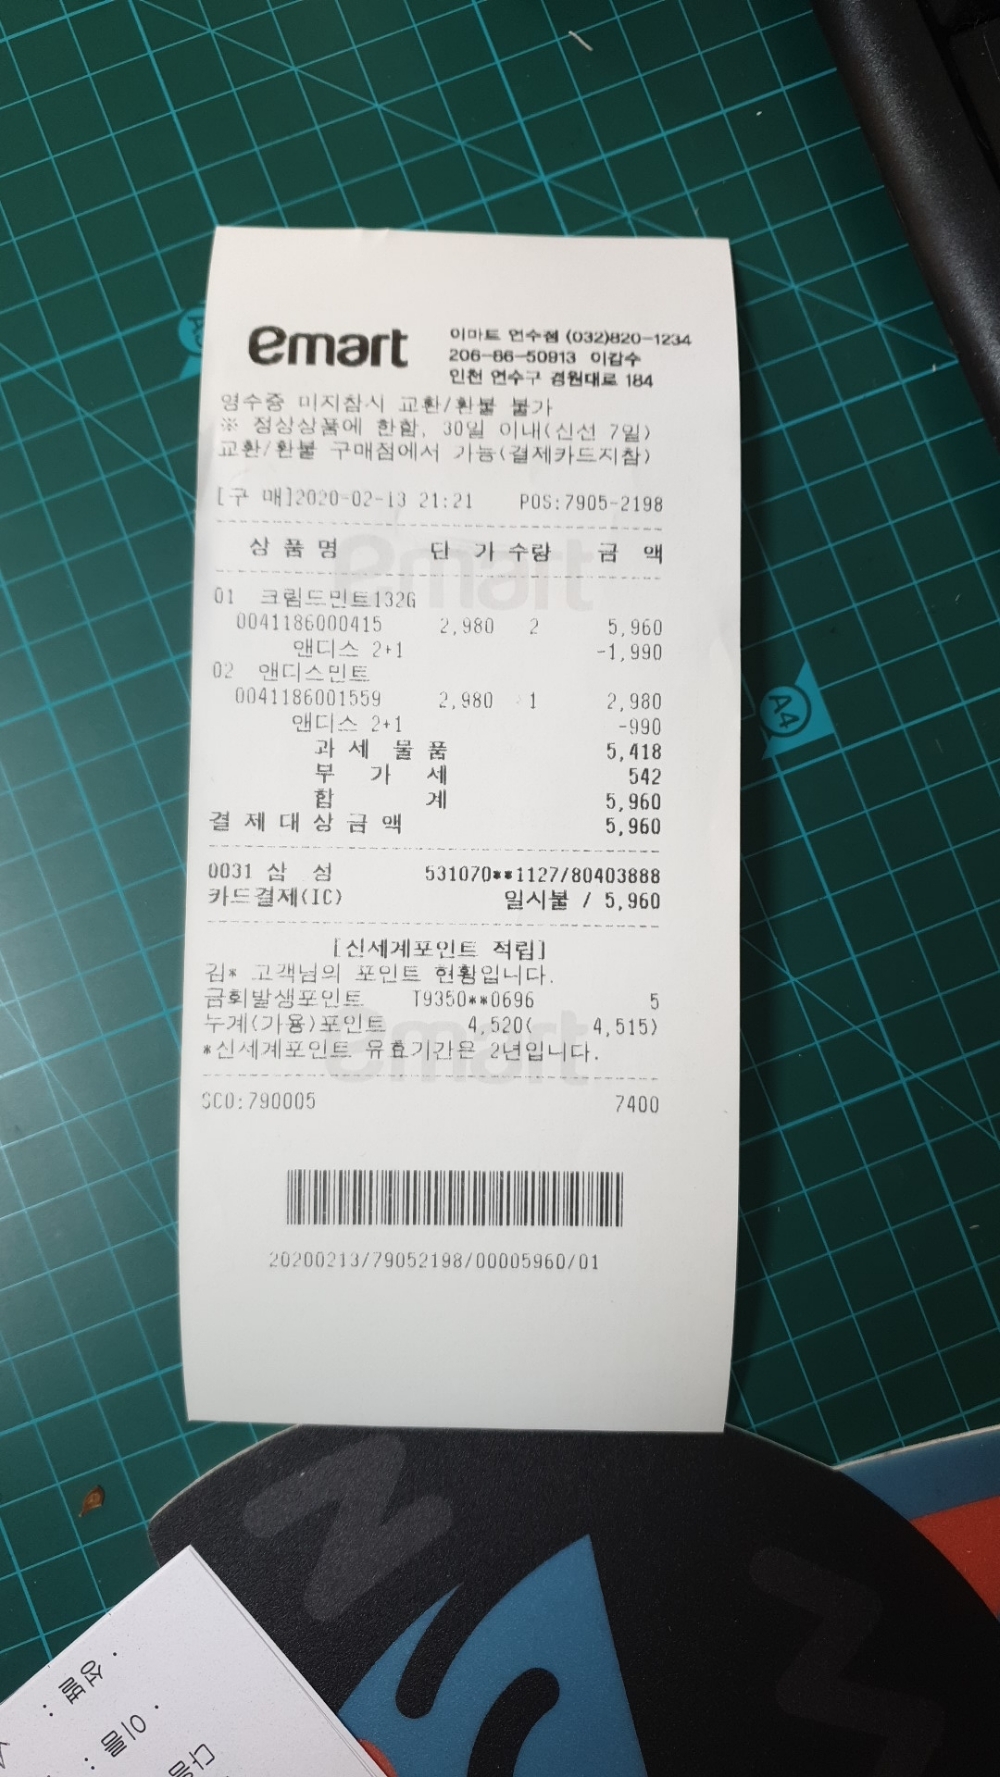 emart
이마트 연수점 (032)820-1234
206-86-50913 이갑수
인천 연수구 경원대로 184
영수증 미지참시 교환/환불 불가
※ 정상상품에 한함, 30일 이내(신선 7일)
교환/환불 구매점에서 가능(결제카드지참)
[구 매]2020-02-13 21:21 POS:7905-2198
상 품 명 단 가 수량 금 액
01 크림드민트132G
0041186000415 2,980 2 5,960
앤디스 2+1 -1,990
02 앤디스민트
0041186001559 2,980 1 2,980
앤디스 2+1 -990
과 세 물 품 5,418
부 가 세 542
합 계 5,960
결 제 대 상 금 액 5,960
0031 삼 성 531070**1127/80403888
카드결제(IC) 일시불 / 5,960
[신세계포인트 적립]
김* 고객님의 포인트 현황입니다.
금회발생포인트 T9350**0696 5
누계(가용)포인트 4,520( 4,515)
*신세계포인트 유효기간은 2년입니다.
SCO:790005 7400
20200213/79052198/00005960/01
A4
· 성별 :
· 이름 :